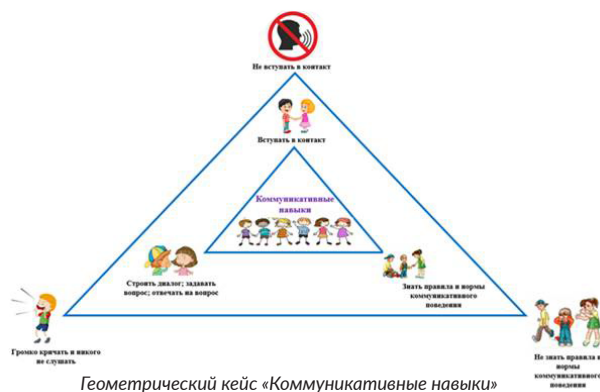 Не вступать в контакт
Вступать в контакт
Коммуникативные
навыки
Строить диалог; задавать
вопрос; отвечать на вопрос
Знать правила и нормы
коммуникативного
поведения
Громко кричать и никого
не слушать
Не знать правила и
нормы
коммуникативного
поведения
Геометрический кейс «Коммуникативные навыки»